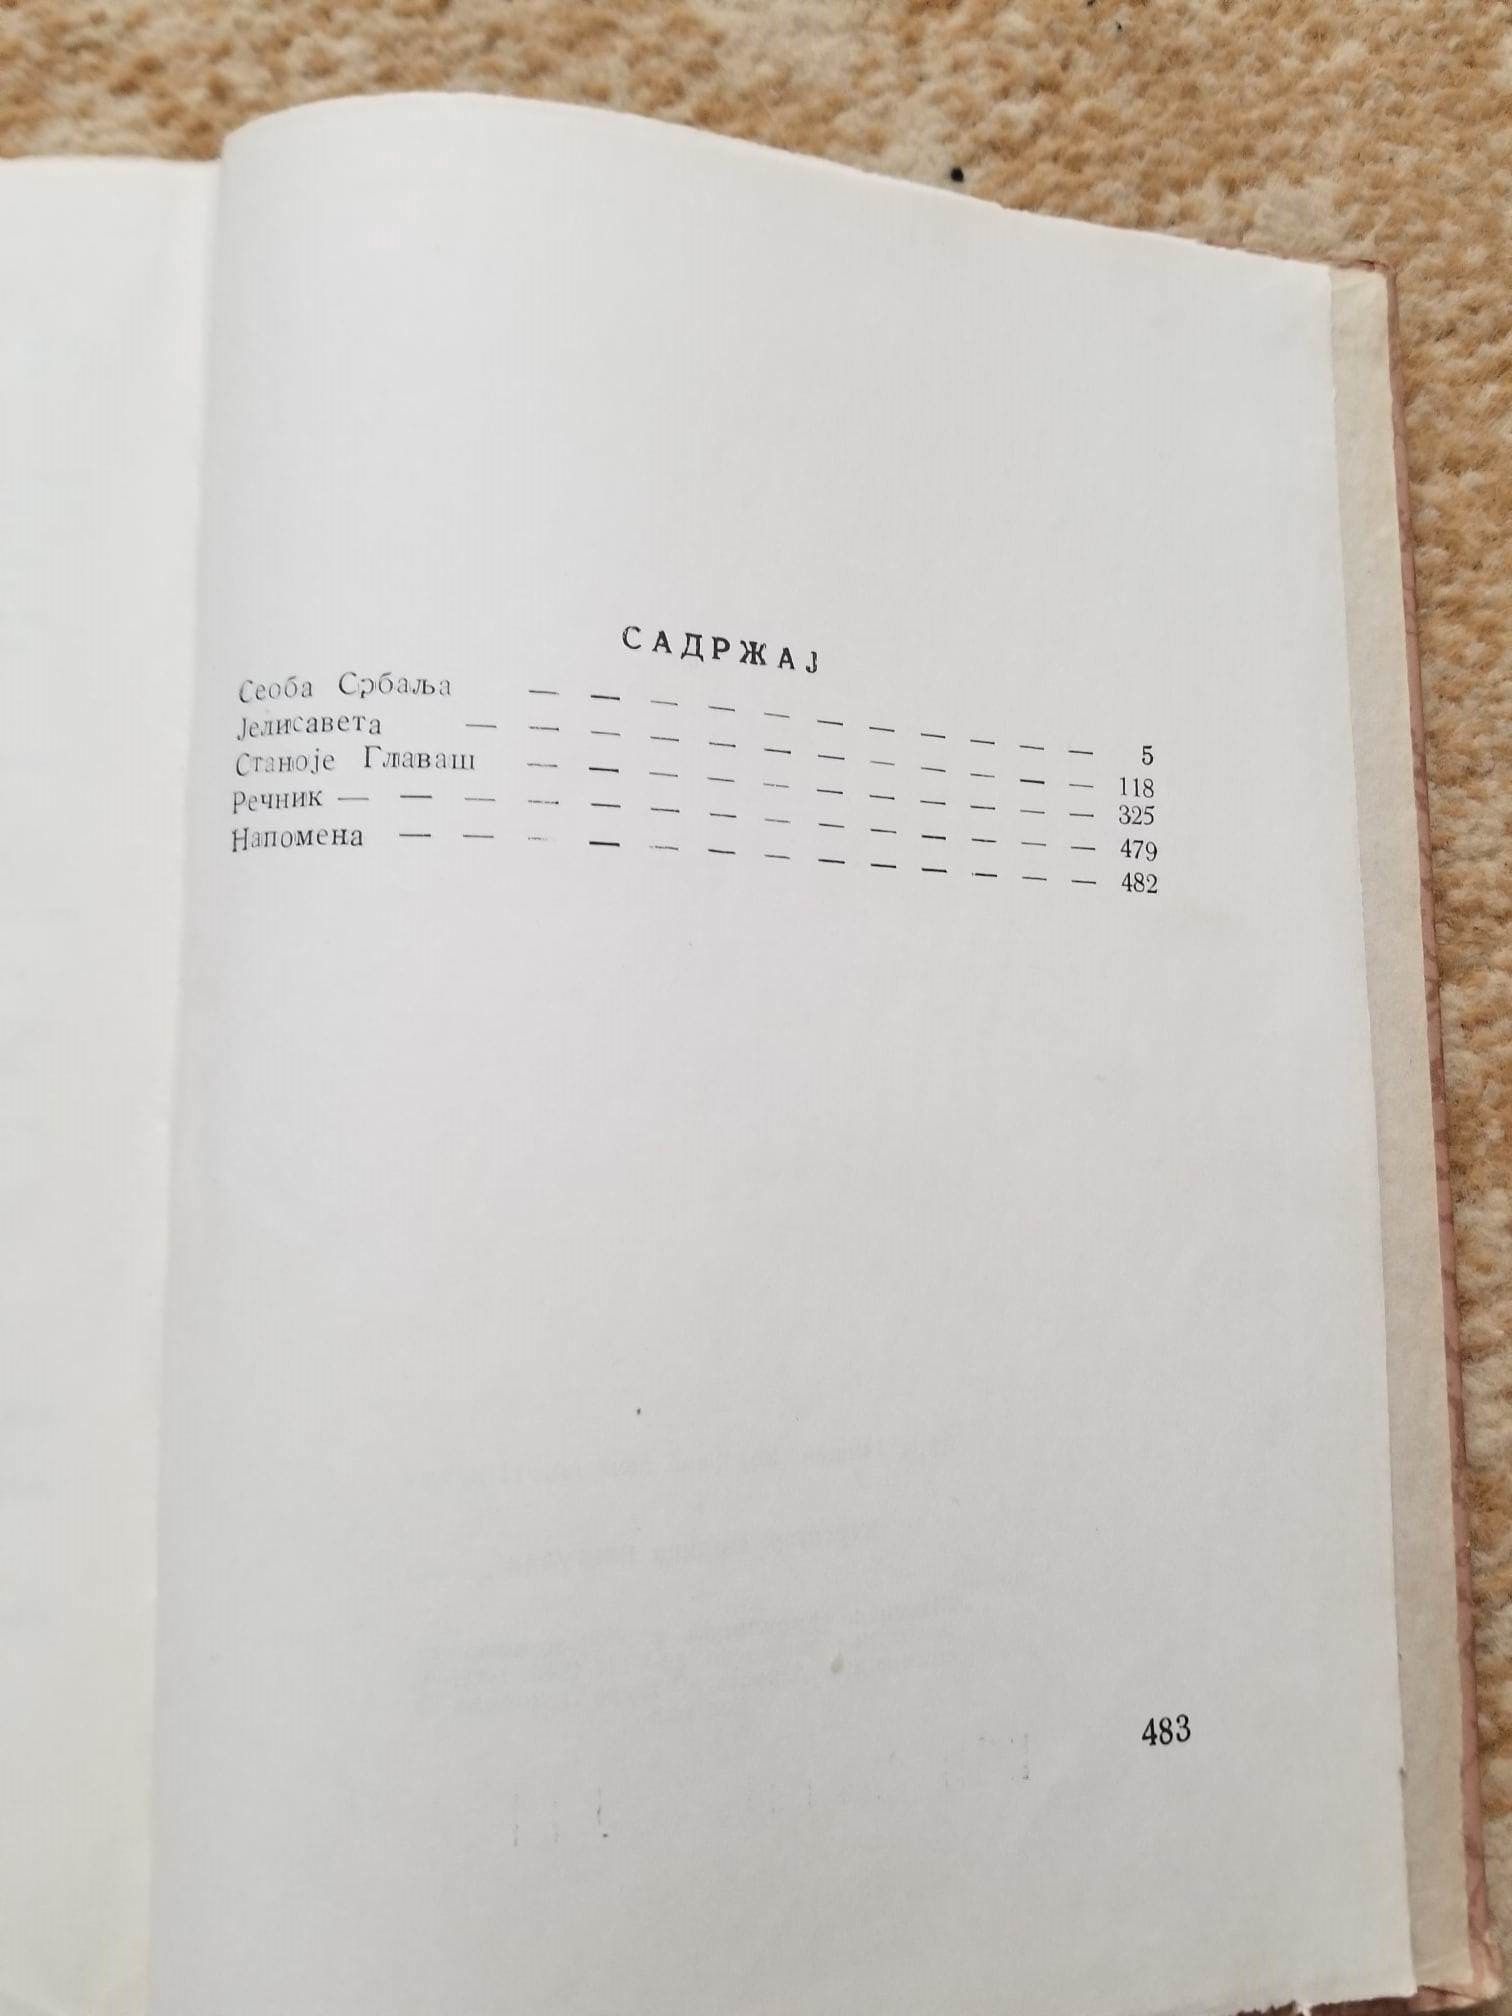 САДРЖАЈ
Сеоба Србаља — — — — — — — — — — 5
Јелисавета — — — — — — — — — — — 118
Станоје Главаш — — — — — — — — — — 325
Речник — — — — — — — — — — — — — 479
Напомена — — — — — — — — — — — — 482
483